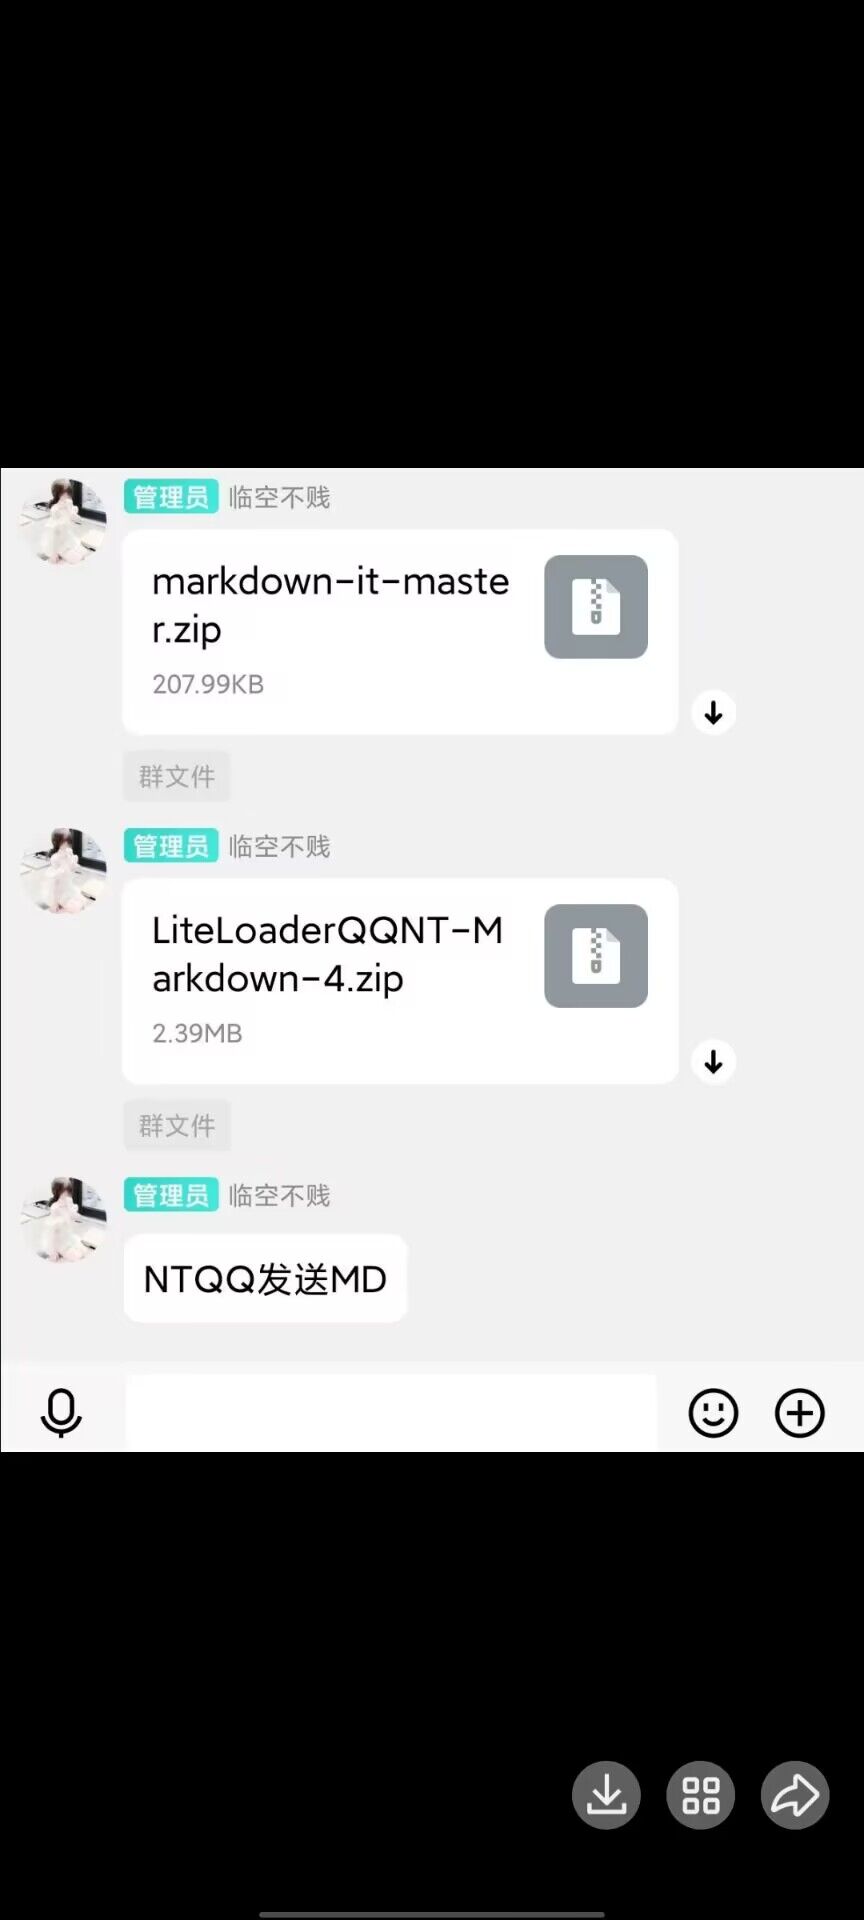 管理员 临空不贱
markdown-it-maste
r.zip
207.99KB
群文件
管理员 临空不贱
LiteLoaderQQNT-M
arkdown-4.zip
2.39MB
群文件
管理员 临空不贱
NTQQ发送MD